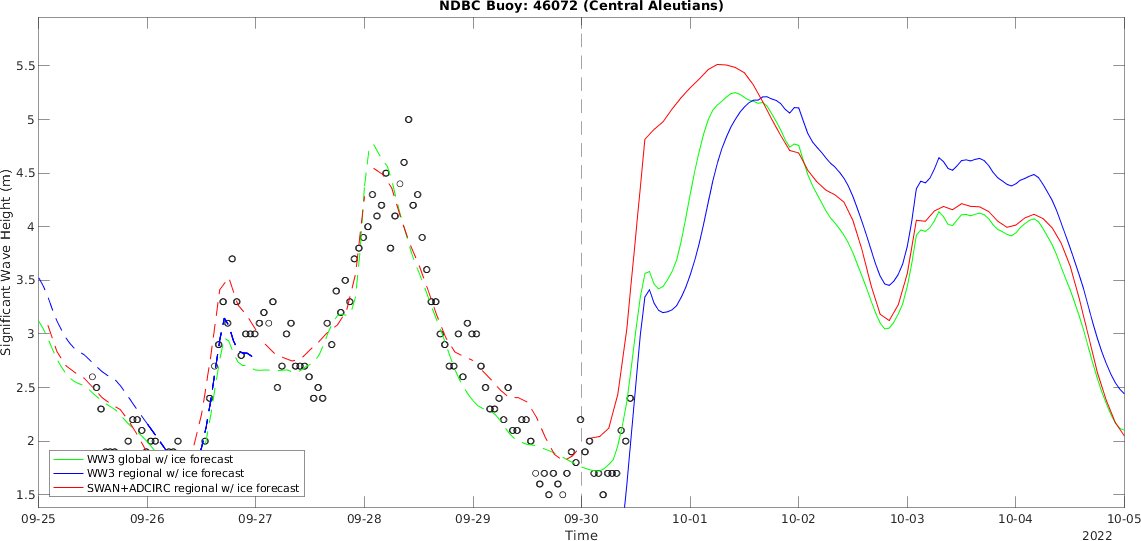 NDBC Buoy: 46072 (Central Aleutians)
Significant Wave Height (m)
5.5
5
4.5
4
3.5
3
2.5
2
1.5
WW3 global w/ ice forecast
WW3 regional w/ ice forecast
SWAN+ADCIRC regional w/ ice forecast
09-25 09-26 09-27 09-28 09-29 09-30 10-01 10-02 10-03 10-04 10-05
Time
2022